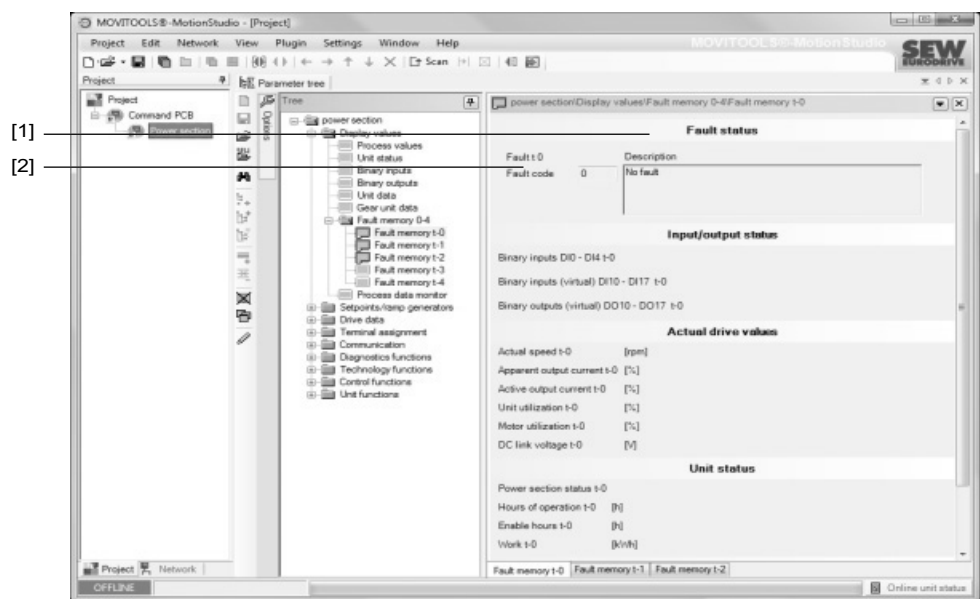 MOVITOOLS®-MotionStudio - [Project]
Project Edit Network View Plugin Settings Window Help
MOVITOOLS®-MotionStudio
SEW
EURODRIVE
Scan
Project
Parameter tree
Project
Command PCB
Power section
Options
Tree
power section
Display values
Process values
Unit status
Binary inputs
Binary outputs
Unit data
Gear unit data
Fault memory 0-4
Fault memory t-0
Fault memory t-1
Fault memory t-2
Fault memory t-3
Fault memory t-4
Process data monitor
Setpoints/ramp generators
Drive data
Terminal assignment
Communication
Diagnostics functions
Technology functions
Control functions
Unit functions
power section\Display values\Fault memory 0-4\Fault memory t-0
[1]
Fault status
[2]
Fault t 0 Description
Fault code 0 No fault
Input/output status
Binary inputs DI0 - DI4 t-0
Binary inputs (virtual) DI10 - DI17 t-0
Binary outputs (virtual) DO10 - DO17 t-0
Actual drive values
Actual speed t-0 [rpm]
Apparent output current t-0 [%]
Active output current t-0 [%]
Unit utilization t-0 [%]
Motor utilization t-0 [%]
DC link voltage t-0 [V]
Unit status
Power section status t-0
Hours of operation t-0 [h]
Enable hours t-0 [h]
Work t-0 [kWh]
Project Network
Fault memory t-0 Fault memory t-1 Fault memory t-2
OFFLINE
Online unit status